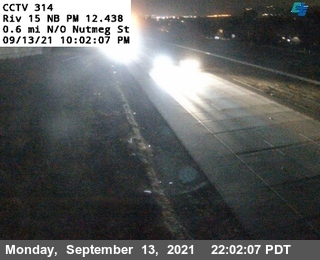 CCTV 314
Riv 15 NB PM 12.438
0.6 mi N/O Nutmeg St
09/13/21 10:02:07 PM
Monday, September 13, 2021 22:02:07 PDT